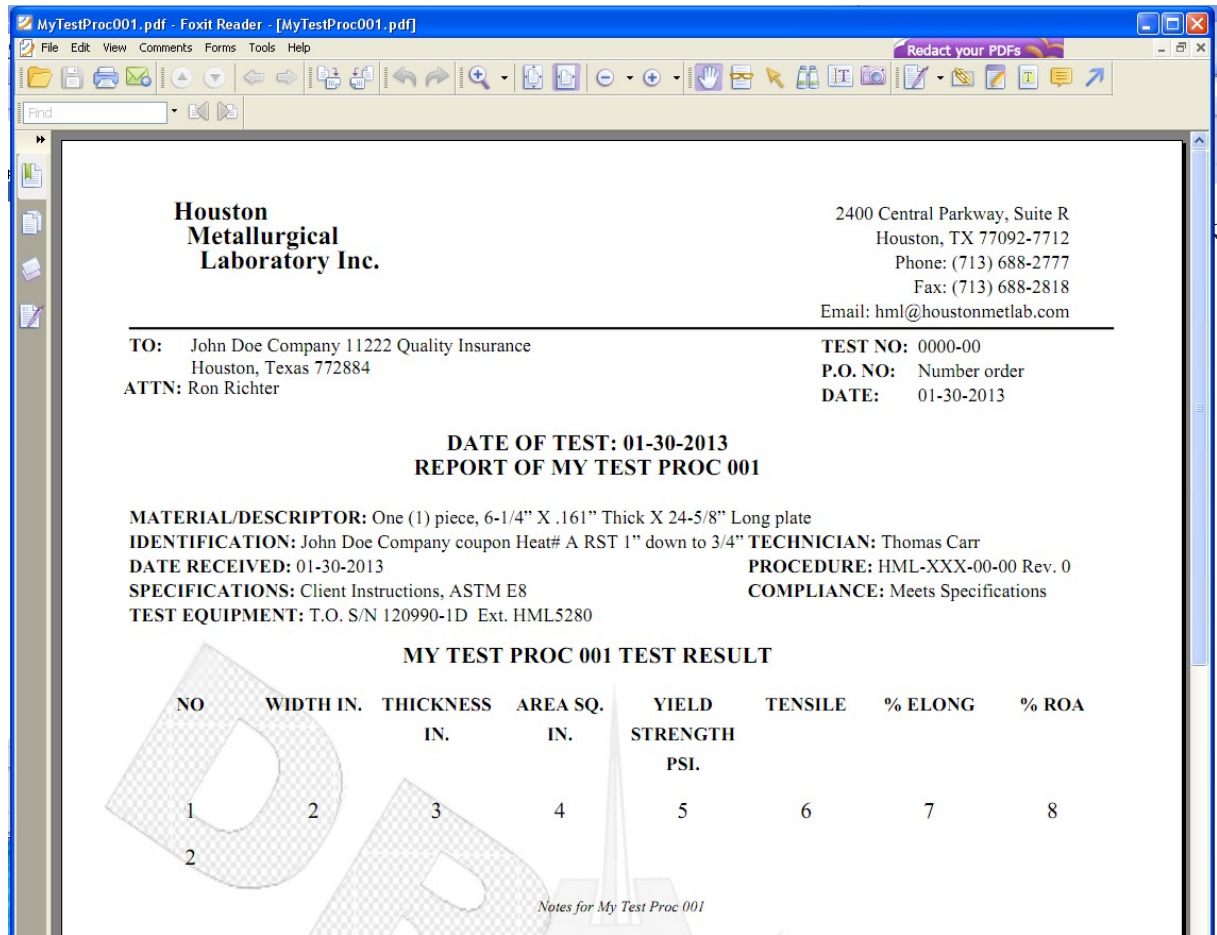 MyTestProc001.pdf - Foxit Reader - [MyTestProc001.pdf]
File Edit View Comments Forms Tools Help
Redact your PDFs
Find
Houston
Metallurgical
Laboratory Inc.
2400 Central Parkway, Suite R
Houston, TX 77092-7712
Phone: (713) 688-2777
Fax: (713) 688-2818
Email: hml@houstonmetlab.com
TO: John Doe Company 11222 Quality Insurance
Houston, Texas 772884
ATTN: Ron Richter
TEST NO: 0000-00
P.O. NO: Number order
DATE: 01-30-2013
DATE OF TEST: 01-30-2013
REPORT OF MY TEST PROC 001
MATERIAL/DESCRIPTOR: One (1) piece, 6-1/4” X .161” Thick X 24-5/8” Long plate
IDENTIFICATION: John Doe Company coupon Heat# A RST 1” down to 3/4” TECHNICIAN: Thomas Carr
DATE RECEIVED: 01-30-2013 PROCEDURE: HML-XXX-00-00 Rev. 0
SPECIFICATIONS: Client Instructions, ASTM E8 COMPLIANCE: Meets Specifications
TEST EQUIPMENT: T.O. S/N 120990-1D Ext. HML5280
MY TEST PROC 001 TEST RESULT
NO WIDTH IN. THICKNESS AREA SQ. YIELD TENSILE % ELONG % ROA
IN. IN. STRENGTH
PSI.
1 2 3 4 5 6 7 8
2
Notes for My Test Proc 001